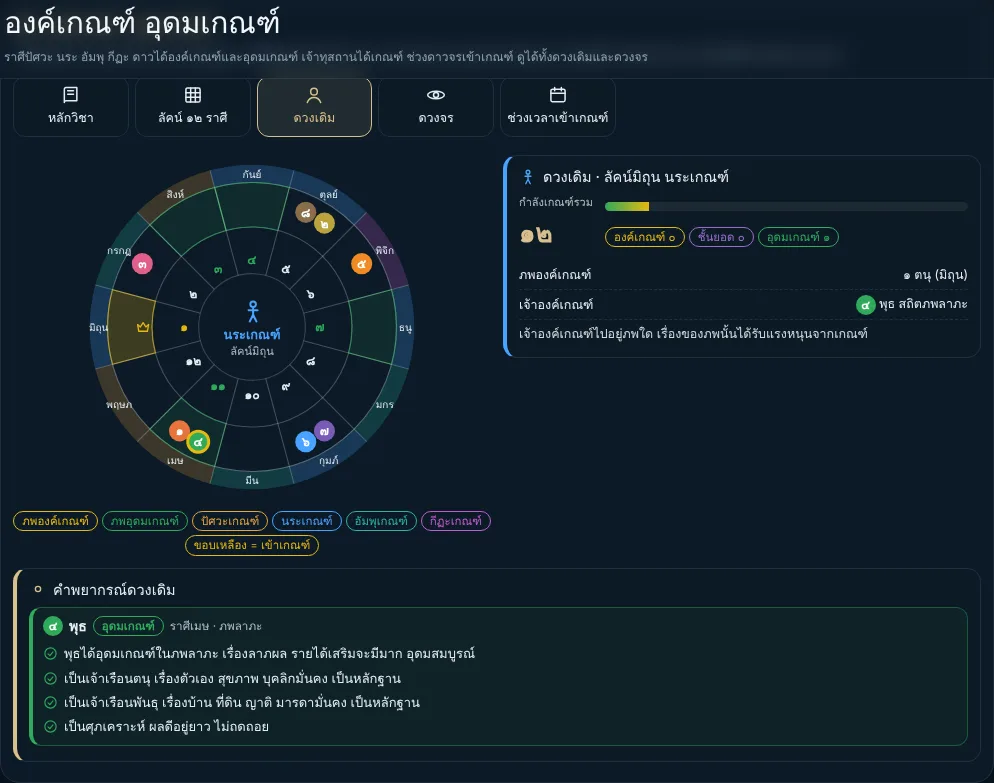 องค์เกณฑ์ อุดมเกณฑ์
ราศีปัศวะ นระ อัมพุ กีฏะ ดาวได้องค์เกณฑ์และอุดมเกณฑ์ เจ้าทุสถานได้เกณฑ์ ช่วงดาวจรเข้าเกณฑ์ ดูได้ทั้งดวงเดิมและดวงจร
หลักวิชา
ลัคน์ ๑๒ ราศี
ดวงเดิม
ดวงจร
ช่วงเวลาเข้าเกณฑ์
กันย์
สิงห์
ตุลย์
๘
๒
กรกฎ
๓
พิจิก
๕
๔
๓
๕
๒
๖
มิถุน
๑
นระเกณฑ์
ลัคน์มิถุน
๗
ธนู
๑๒
๘
๑๑
๑๐
๙
พฤษภ
มกร
๑
๔
๗
๖
เมษ
กุมภ์
มีน
ภพองค์เกณฑ์
ภพอุดมเกณฑ์
ปัศวะเกณฑ์
นระเกณฑ์
อัมพุเกณฑ์
กีฏะเกณฑ์
ขอบเหลือง = เข้าเกณฑ์
ดวงเดิม · ลัคน์มิถุน นระเกณฑ์
กำลังเกณฑ์รวม
๑๒
องค์เกณฑ์ ๐
ชั้นยอด ๐
อุดมเกณฑ์ ๑
ภพองค์เกณฑ์
๑ ตนุ (มิถุน)
เจ้าองค์เกณฑ์
๔ พุธ สถิตภพลาภะ
เจ้าองค์เกณฑ์ไปอยู่ภพใด เรื่องของภพนั้นได้รับแรงหนุนจากเกณฑ์
คำพยากรณ์ดวงเดิม
๔ พุธ อุดมเกณฑ์ ราศีเมษ · ภพลาภะ
พุธได้อุดมเกณฑ์ในภพลาภะ เรื่องลาภผล รายได้เสริมจะมีมาก อุดมสมบูรณ์
เป็นเจ้าเรือนตนุ เรื่องตัวเอง สุขภาพ บุคลิกมั่นคง เป็นหลักฐาน
เป็นเจ้าเรือนพันธุ เรื่องบ้าน ที่ดิน ญาติ มารดามั่นคง เป็นหลักฐาน
เป็นศุภเคราะห์ ผลดีอยู่ยาว ไม่ถดถอย